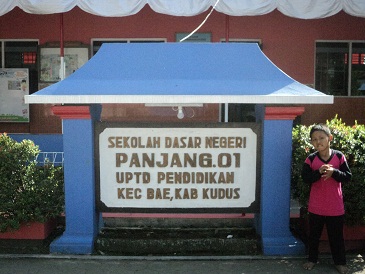 SEKOLAH DASAR NEGERI
PANJANG.01
UPTD PENDIDIKAN
KEC BAE, KAB KUDUS